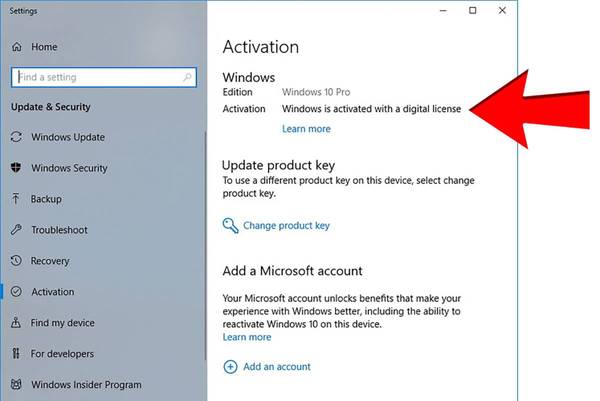 Settings
Home
Find a setting
Update & Security
Windows Update
Windows Security
Backup
Troubleshoot
Recovery
Activation
Find my device
For developers
Windows Insider Program
Activation
Windows
Edition Windows 10 Pro
Activation Windows is activated with a digital license
Learn more
Update product key
To use a different product key on this device, select change
product key.
Change product key
Add a Microsoft account
Your Microsoft account unlocks benefits that make your
experience with Windows better, including the ability to
reactivate Windows 10 on this device.
Learn more
Add an account